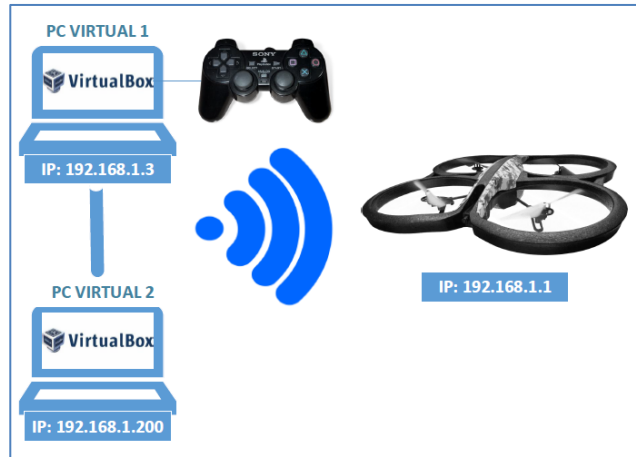 PC VIRTUAL 1
VirtualBox
SONY
IP: 192.168.1.3
PC VIRTUAL 2
IP: 192.168.1.1
VirtualBox
IP: 192.168.1.200